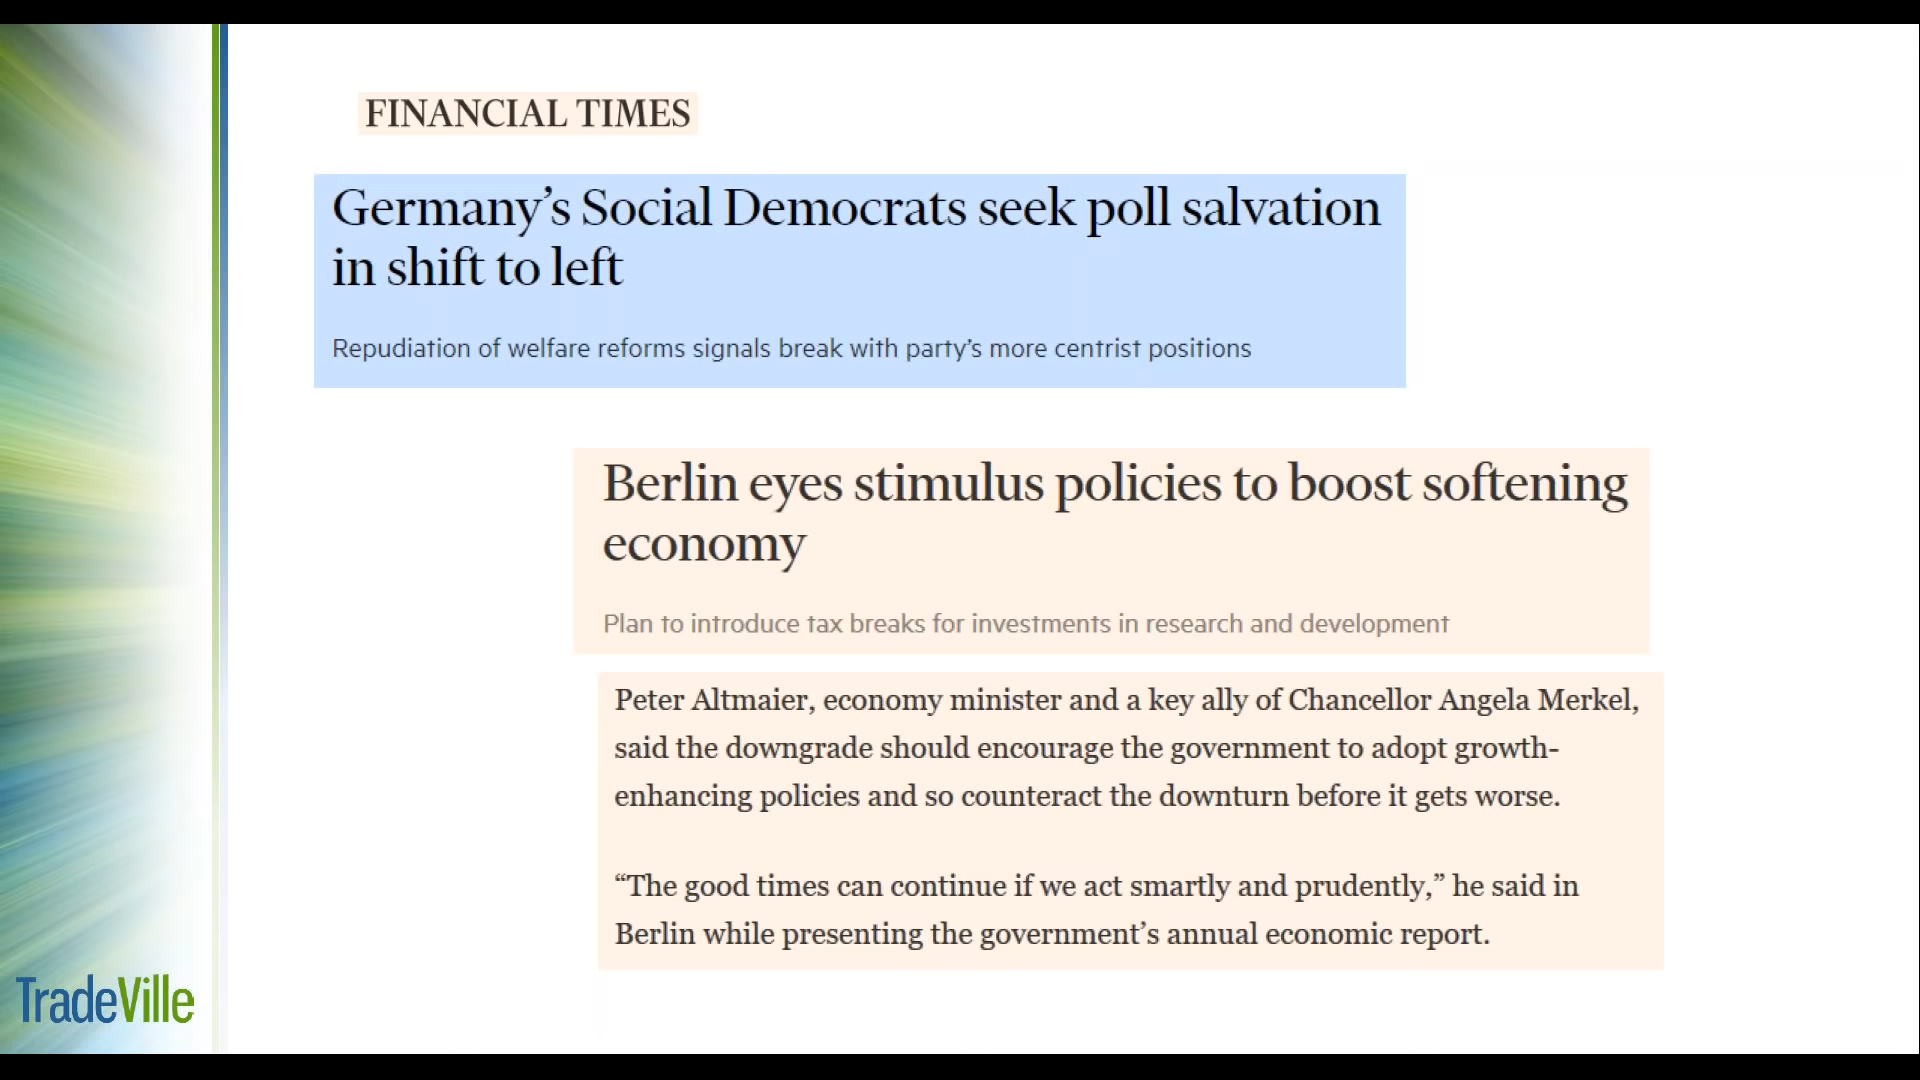 FINANCIAL TIMES
Germany’s Social Democrats seek poll salvation
in shift to left
Repudiation of welfare reforms signals break with party’s more centrist positions
Berlin eyes stimulus policies to boost softening
economy
Plan to introduce tax breaks for investments in research and development
Peter Altmaier, economy minister and a key ally of Chancellor Angela Merkel,
said the downgrade should encourage the government to adopt growth-
enhancing policies and so counteract the downturn before it gets worse.
“The good times can continue if we act smartly and prudently,” he said in
Berlin while presenting the government’s annual economic report.
TradeVille